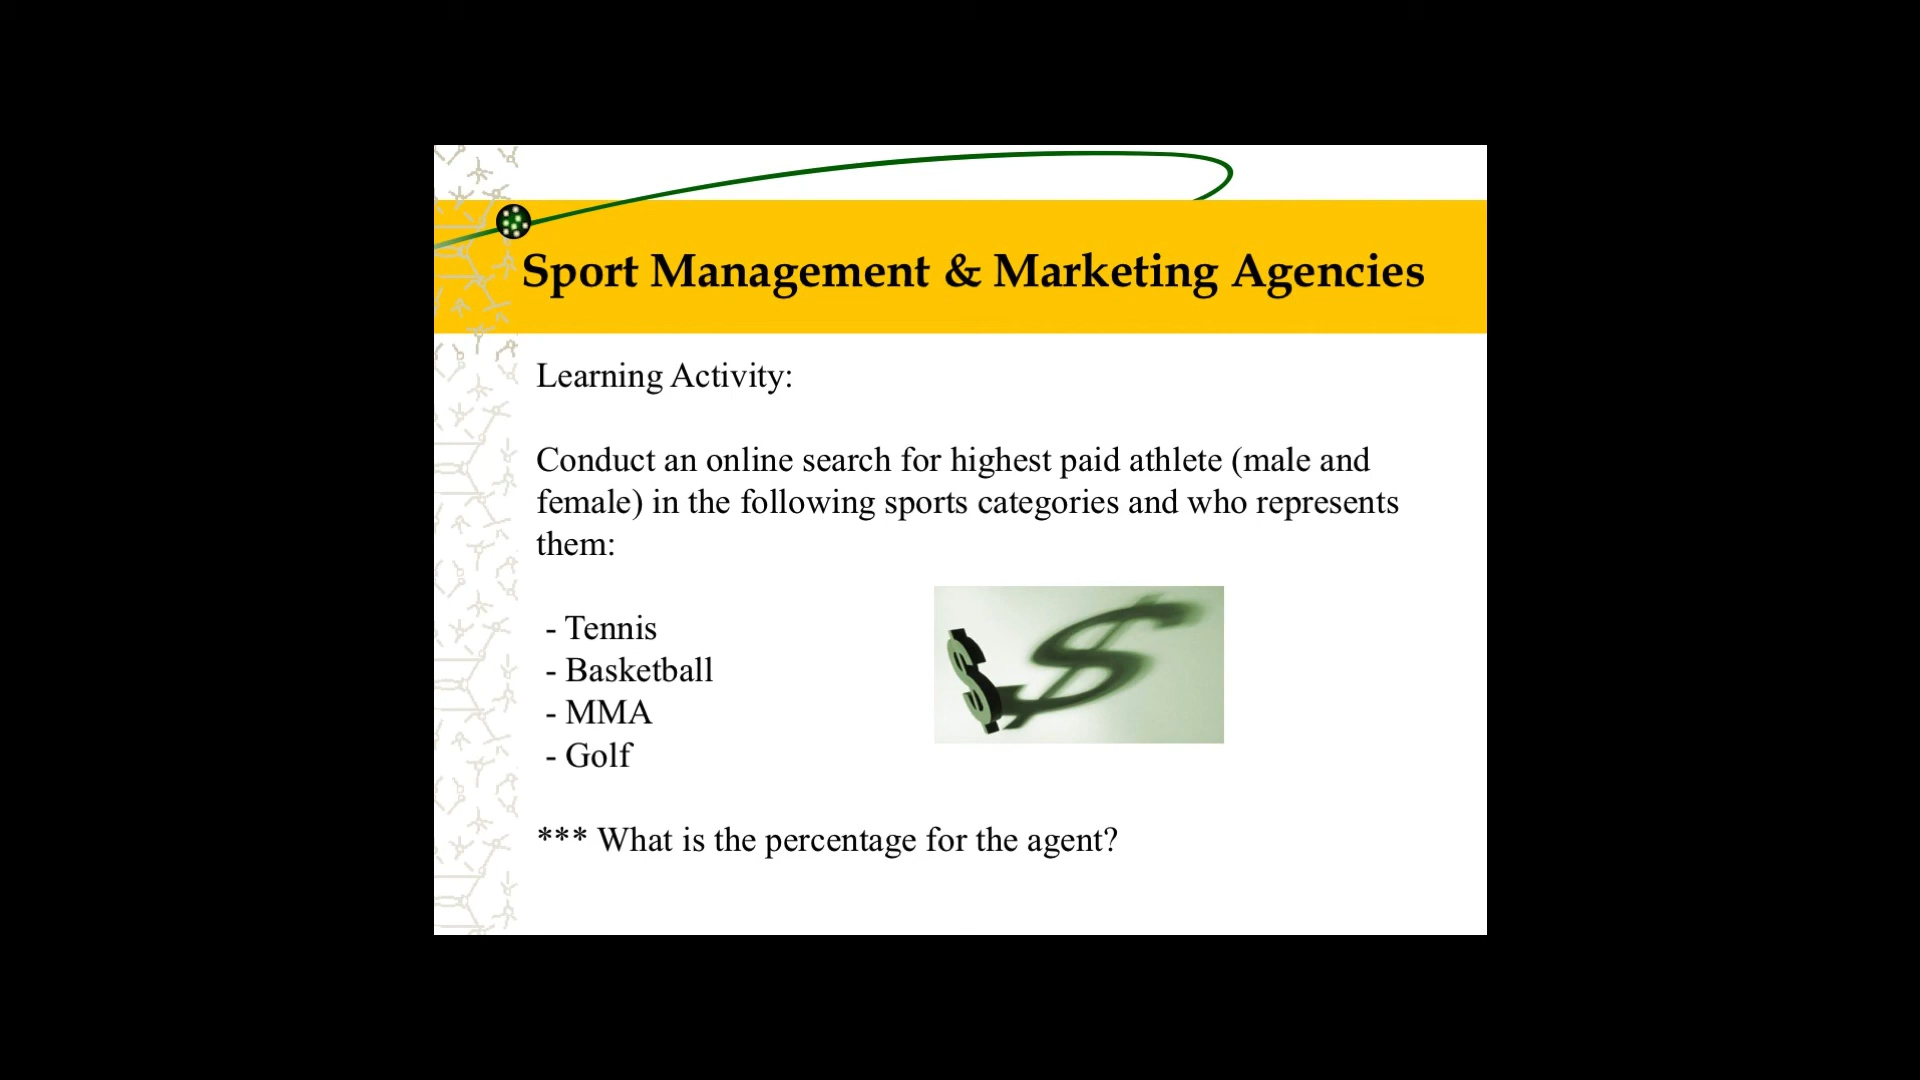 Sport Management & Marketing Agencies
Learning Activity:
Conduct an online search for highest paid athlete (male and
female) in the following sports categories and who represents
them:
- Tennis
- Basketball
- MMA
- Golf
*** What is the percentage for the agent?